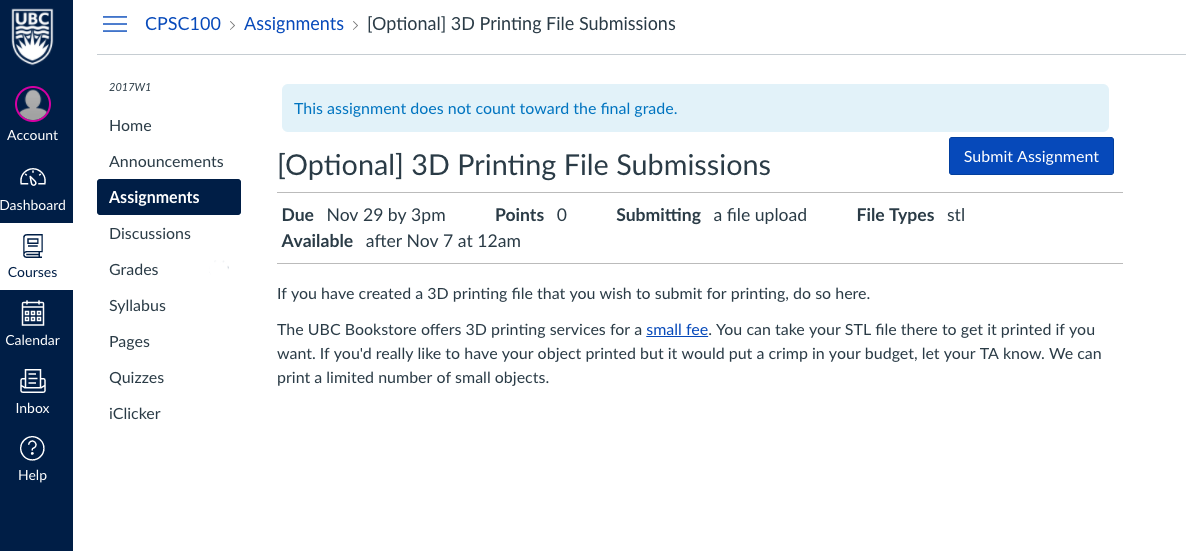 UBC
CPSC100 › Assignments › [Optional] 3D Printing File Submissions
Account
Dashboard
Courses
Calendar
Inbox
Help
2017W1
Home
Announcements
Assignments
Discussions
Grades
Syllabus
Pages
Quizzes
iClicker
This assignment does not count toward the final grade.
[Optional] 3D Printing File Submissions
Submit Assignment
Due Nov 29 by 3pm Points 0 Submitting a file upload File Types stl
Available after Nov 7 at 12am
If you have created a 3D printing file that you wish to submit for printing, do so here.
The UBC Bookstore offers 3D printing services for a small fee. You can take your STL file there to get it printed if you
want. If you'd really like to have your object printed but it would put a crimp in your budget, let your TA know. We can
print a limited number of small objects.